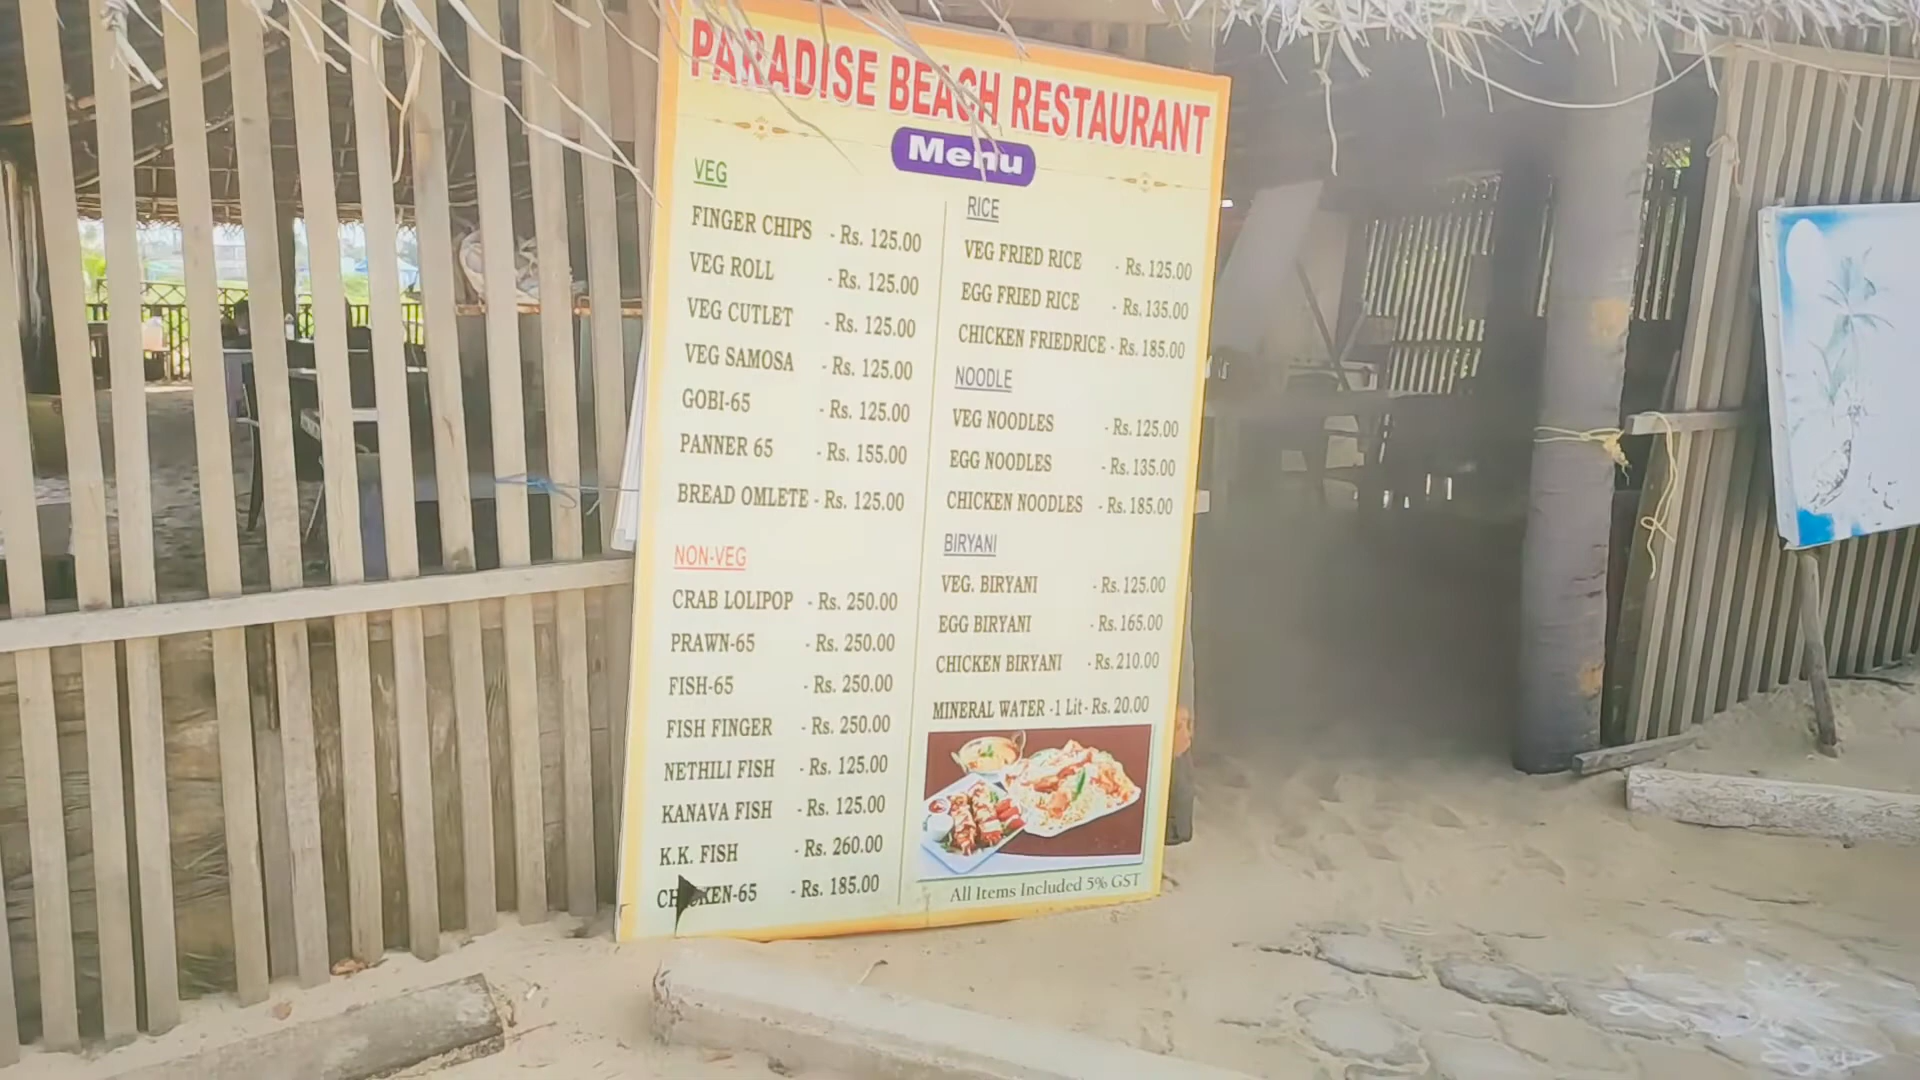 PARADISE BEACH RESTAURANT
Menu
VEG
FINGER CHIPS - Rs. 125.00
VEG ROLL - Rs. 125.00
VEG CUTLET - Rs. 125.00
VEG SAMOSA - Rs. 125.00
GOBI-65 - Rs. 125.00
PANNER 65 - Rs. 155.00
BREAD OMLETE - Rs. 125.00
NON-VEG
CRAB LOLIPOP - Rs. 250.00
PRAWN-65 - Rs. 250.00
FISH-65 - Rs. 250.00
FISH FINGER - Rs. 250.00
NETHILI FISH - Rs. 125.00
KANAVA FISH - Rs. 125.00
K.K. FISH - Rs. 260.00
CHICKEN-65 - Rs. 185.00
RICE
VEG FRIED RICE - Rs. 125.00
EGG FRIED RICE - Rs. 135.00
CHICKEN FRIEDRICE - Rs. 185.00
NOODLE
VEG NOODLES - Rs. 125.00
EGG NOODLES - Rs. 135.00
CHICKEN NOODLES - Rs. 185.00
BIRYANI
VEG. BIRYANI - Rs. 125.00
EGG BIRYANI - Rs. 165.00
CHICKEN BIRYANI - Rs. 210.00
MINERAL WATER -1 Lit- Rs. 20.00
All Items Included 5% GST